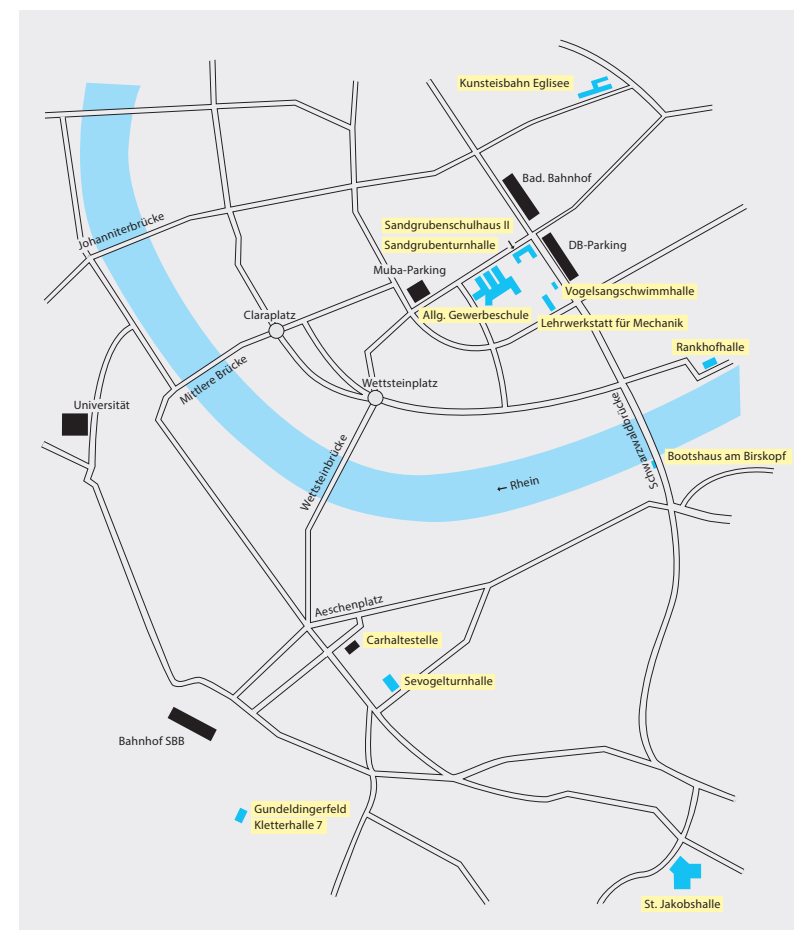 Kunsteisbahn Eglisee
Bad. Bahnhof
Johanniterbrücke
Sandgrubenschulhaus II
Sandgrubenturnhalle
DB-Parking
Muba-Parking
Vogelsangschwimmhalle
Claraplatz
Allg. Gewerbeschule
Lehrwerkstatt für Mechanik
Rankhofhalle
Mittlere Brücke
Wettsteinplatz
Universität
Schwarzwaldbrücke
Bootshaus am Birskopf
Wettsteinbrücke
← Rhein
Aeschenplatz
Carhaltestelle
Sevogelturnhalle
Bahnhof SBB
Gundeldingerfeld
Kletterhalle 7
St. Jakobshalle